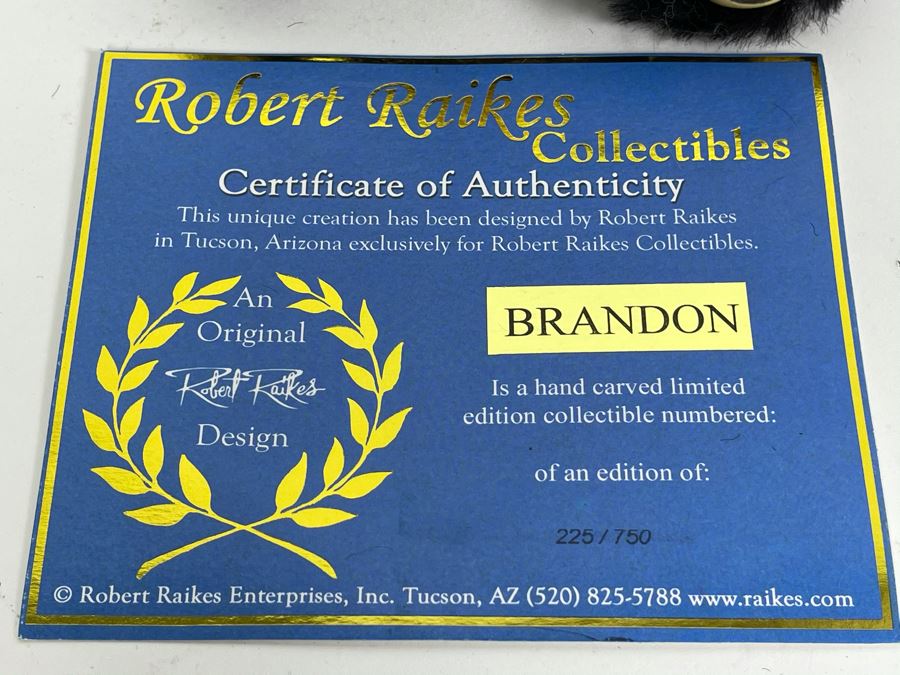 Robert Raikes
Collectibles
Certificate of Authenticity
This unique creation has been designed by Robert Raikes
in Tucson, Arizona exclusively for Robert Raikes Collectibles.
An
Original
Robert Raikes
Design
BRANDON
Is a hand carved limited
edition collectible numbered:
of an edition of:
225/750
© Robert Raikes Enterprises, Inc. Tucson, AZ (520) 825-5788 www.raikes.com